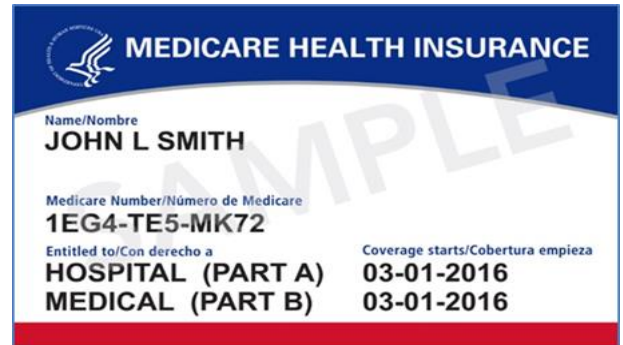 MEDICARE HEALTH INSURANCE
Name/Nombre
JOHN L SMITH
Medicare Number/Número de Medicare
1EG4-TE5-MK72
Entitled to/Con derecho a Coverage starts/Cobertura empieza
HOSPITAL (PART A) 03-01-2016
MEDICAL (PART B) 03-01-2016
SAMPLE